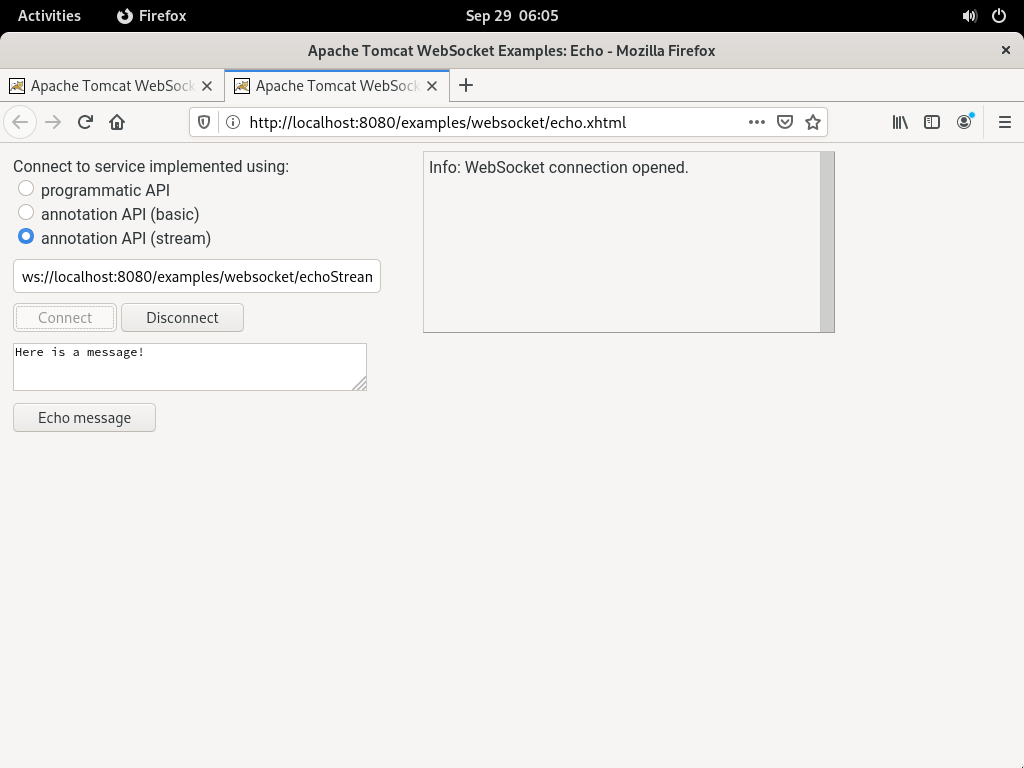 Activities
Firefox
Sep 29 06:05
Apache Tomcat WebSocket Examples: Echo - Mozilla Firefox
Apache Tomcat WebSock
Apache Tomcat WebSock
http://localhost:8080/examples/websocket/echo.xhtml
Connect to service implemented using:
programmatic API
annotation API (basic)
annotation API (stream)
ws://localhost:8080/examples/websocket/echoStream
Connect
Disconnect
Here is a message!
Echo message
Info: WebSocket connection opened.